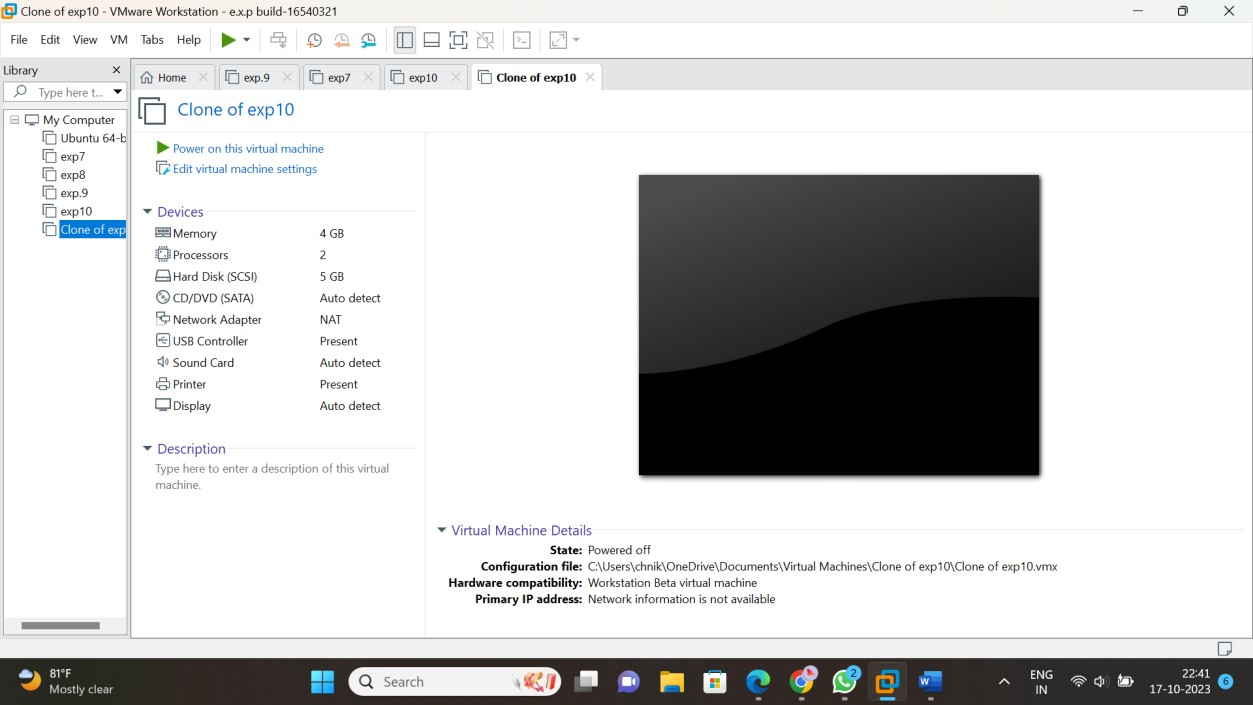 Clone of exp10 - VMware Workstation - e.x.p build-16540321
File Edit View VM Tabs Help
Library
Type here t...
My Computer
Ubuntu 64-b
exp7
exp8
exp.9
exp10
Clone of exp
Home exp.9 exp7 exp10 Clone of exp10
Clone of exp10
Power on this virtual machine
Edit virtual machine settings
Devices
Memory 4 GB
Processors 2
Hard Disk (SCSI) 5 GB
CD/DVD (SATA) Auto detect
Network Adapter NAT
USB Controller Present
Sound Card Auto detect
Printer Present
Display Auto detect
Description
Type here to enter a description of this virtual
machine.
Virtual Machine Details
State: Powered off
Configuration file: C:\Users\chnik\OneDrive\Documents\Virtual Machines\Clone of exp10\Clone of exp10.vmx
Hardware compatibility: Workstation Beta virtual machine
Primary IP address: Network information is not available
81°F
Mostly clear
Search
2
W
ENG
IN
22:41
17-10-2023
6